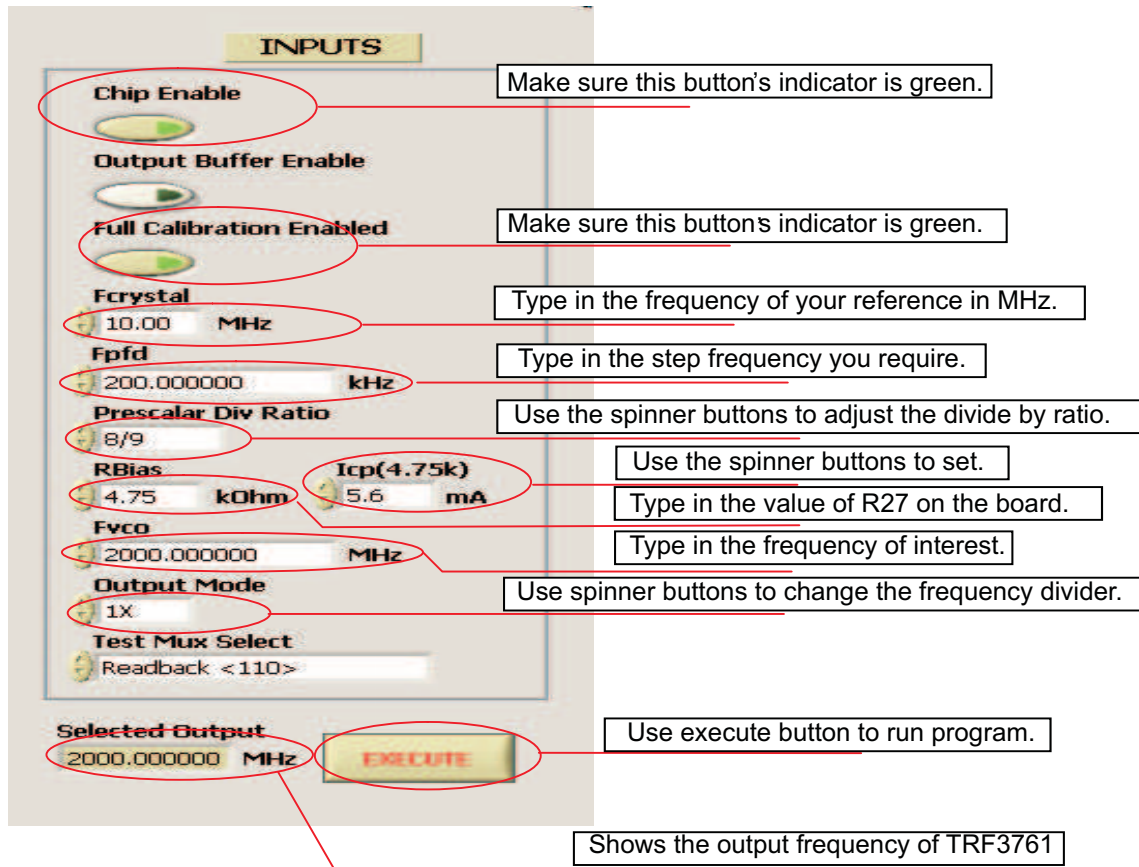 INPUTS
Chip Enable
Make sure this button's indicator is green.
Output Buffer Enable
Full Calibration Enabled
Make sure this button's indicator is green.
Fcrystal
10.00 MHz
Type in the frequency of your reference in MHz.
Fpfd
200.000000 kHz
Type in the step frequency you require.
Prescalar Div Ratio
8/9
Use the spinner buttons to adjust the divide by ratio.
RBias
4.75 kOhm
Icp(4.75k)
5.6 mA
Use the spinner buttons to set.
Type in the value of R27 on the board.
Fvco
2000.000000 MHz
Type in the frequency of interest.
Output Mode
1X
Use spinner buttons to change the frequency divider.
Test Mux Select
Readback <110>
Selected Output
2000.000000 MHz
EXECUTE
Use execute button to run program.
Shows the output frequency of TRF3761